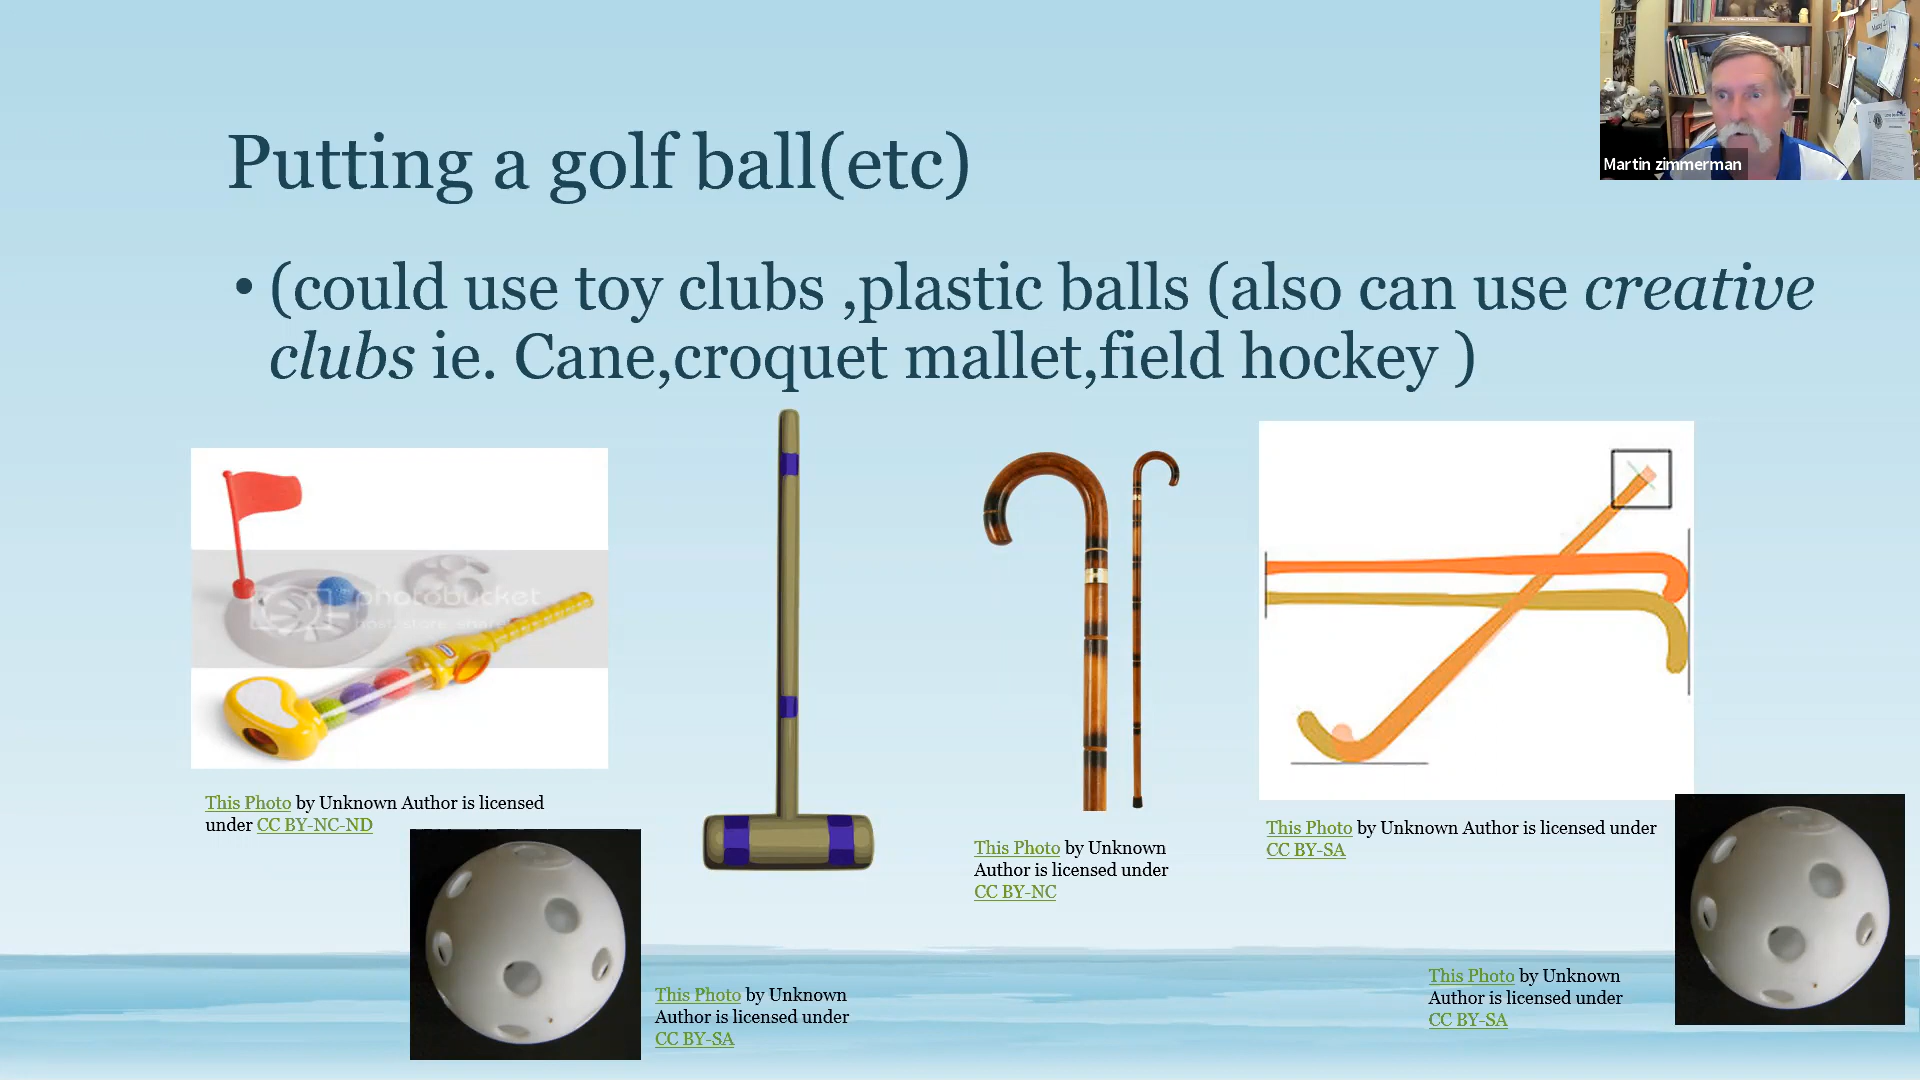 Putting a golf ball(etc)
Martin zimmerman
• (could use toy clubs ,plastic balls (also can use creative
clubs ie. Cane,croquet mallet,field hockey )
photobucket
This Photo by Unknown Author is licensed
under CC BY-NC-ND
This Photo by Unknown
Author is licensed under
CC BY-NC
This Photo by Unknown Author is licensed under
CC BY-SA
This Photo by Unknown
Author is licensed under
CC BY-SA
This Photo by Unknown
Author is licensed under
CC BY-SA